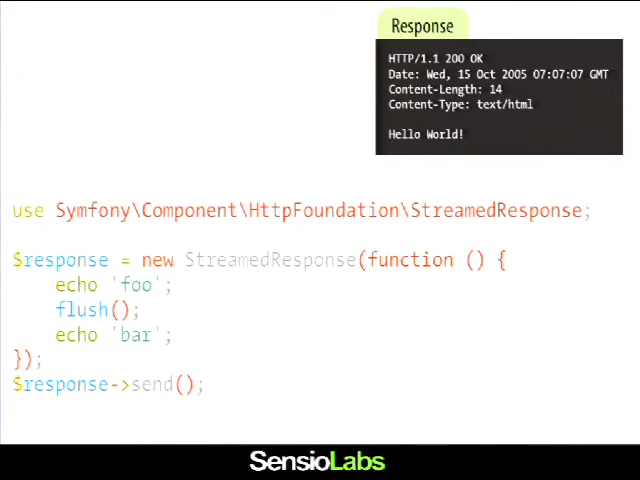 Response
HTTP/1.1 200 OK
Date: Wed, 15 Oct 2005 07:07:07 GMT
Content-Length: 14
Content-Type: text/html
Hello World!
use Symfony\Component\HttpFoundation\StreamedResponse;
$response = new StreamedResponse(function () {
echo 'foo';
flush();
echo 'bar';
});
$response->send();
SensioLabs